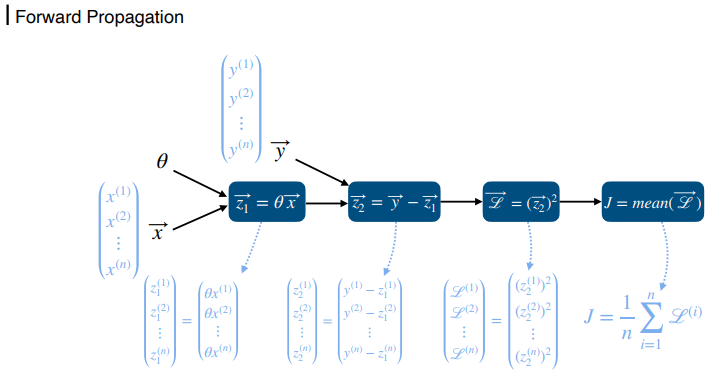 Forward Propagation
(y⁽¹⁾ y⁽²⁾ ⋮ y⁽ⁿ⁾)
θ
y⃗
(x⁽¹⁾ x⁽²⁾ ⋮ x⁽ⁿ⁾)
x⃗
z⃗₁ = θx⃗
z⃗₂ = y⃗ − z⃗₁
ℒ⃗ = (z⃗₂)²
J = mean(ℒ⃗)
(z₁⁽¹⁾ z₁⁽²⁾ ⋮ z₁⁽ⁿ⁾) = (θx⁽¹⁾ θx⁽²⁾ ⋮ θx⁽ⁿ⁾)
(z₂⁽¹⁾ z₂⁽²⁾ ⋮ z₂⁽ⁿ⁾) = (y⁽¹⁾ − z₁⁽¹⁾ y⁽²⁾ − z₁⁽²⁾ ⋮ y⁽ⁿ⁾ − z₁⁽ⁿ⁾)
(ℒ⁽¹⁾ ℒ⁽²⁾ ⋮ ℒ⁽ⁿ⁾) = ((z₂⁽¹⁾)² (z₂⁽²⁾)² ⋮ (z₂⁽ⁿ⁾)²)
J = 1/n ∑ᵢ₌₁ⁿ ℒ⁽ⁱ⁾